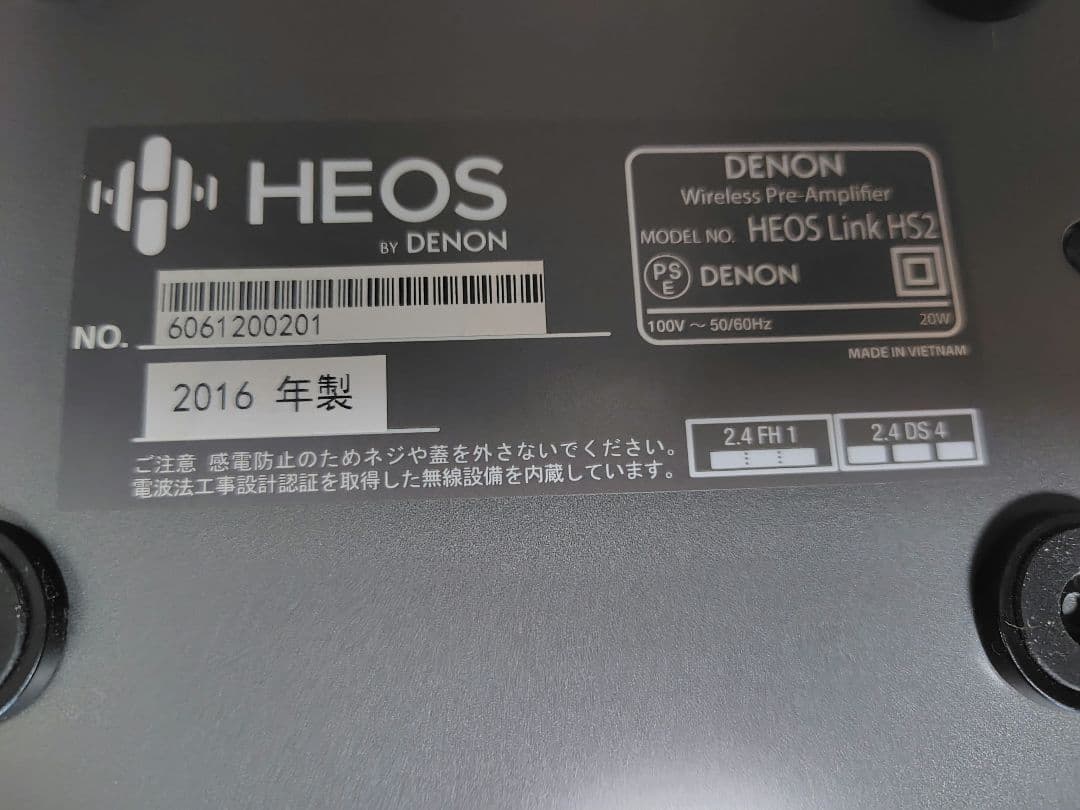 HEOS
BY DENON
NO. 6061200201
2016 年製
ご注意 感電防止のためネジや蓋を外さないでください。
電波法工事設計認証を取得した無線設備を内蔵しています。
DENON
Wireless Pre-Amplifier
MODEL NO. HEOS Link HS2
PS
E
DENON
100V ～ 50/60Hz 20W
MADE IN VIETNAM
2.4 FH 1
2.4 DS 4